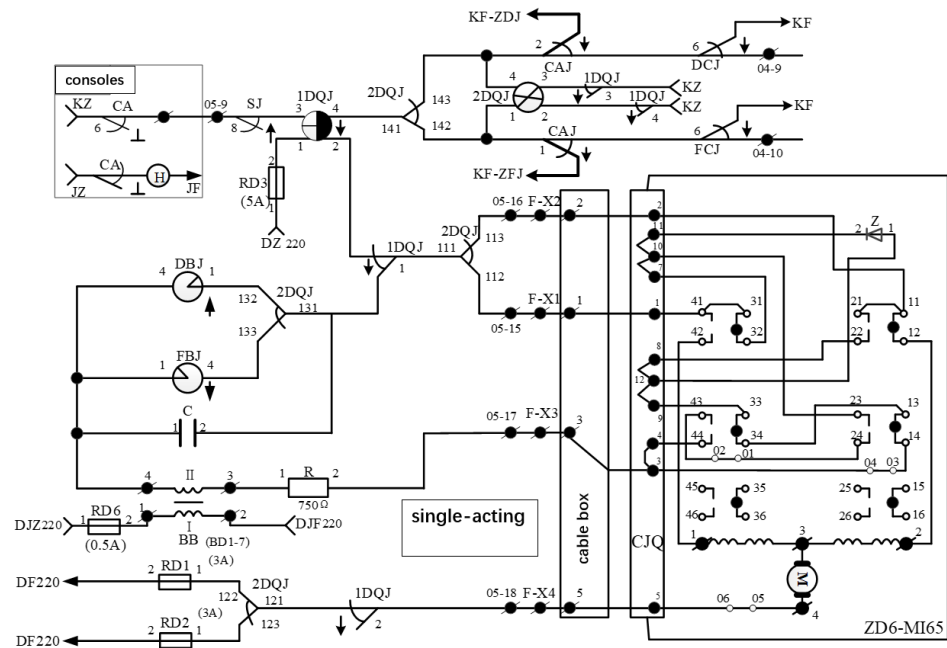 KF-ZDJ
KF
2
CAJ
6
DCJ
04-9
consoles
KZ
CA
6
05-9
SJ
8
1DQJ
3
4
1
2
2DQJ
143
141
142
4
3
2DQJ
1
2
1DQJ
3
KZ
1DQJ
4
KZ
CAJ
1
KF-ZFJ
6
FCJ
KF
04-10
CA
JZ
H
JF
2
RD3
(5A)
1
DZ 220
05-16
F-X2
2
2
11
10
7
2
Z
1
1DQJ
1
2DQJ
111
113
112
DBJ
4
1
132
2DQJ
131
133
FBJ
1
4
05-15
F-X1
1
1
41
31
42
32
21
11
22
12
8
12
9
C
1
2
05-17
F-X3
3
4
3
43
33
44
34
02
01
23
13
24
14
04
03
4
II
3
1
R
2
750Ω
45
35
46
36
25
15
26
16
DJZ220
RD6
(0.5A)
1
I
2
BB
(BD1-7)
(3A)
DJF220
single-acting
cable box
CJQ
1
3
2
M
4
DF220
2
RD1
1
122
2DQJ
121
(3A)
123
1DQJ
2
05-18
F-X4
5
5
06
05
DF220
2
RD2
1
ZD6-MI65